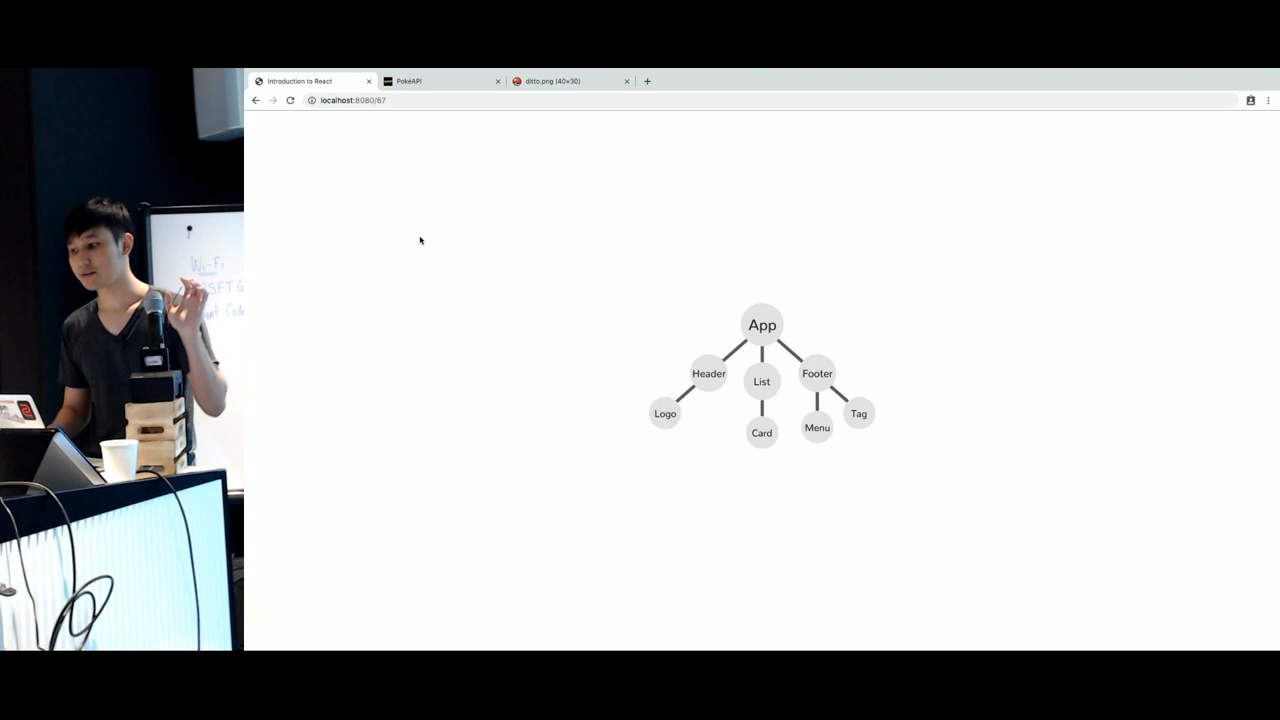 Introduction to React
PokéAPI
ditto.png (40×30)
localhost:8080/67
Wi-Fi
App
Header
List
Footer
Logo
Card
Menu
Tag